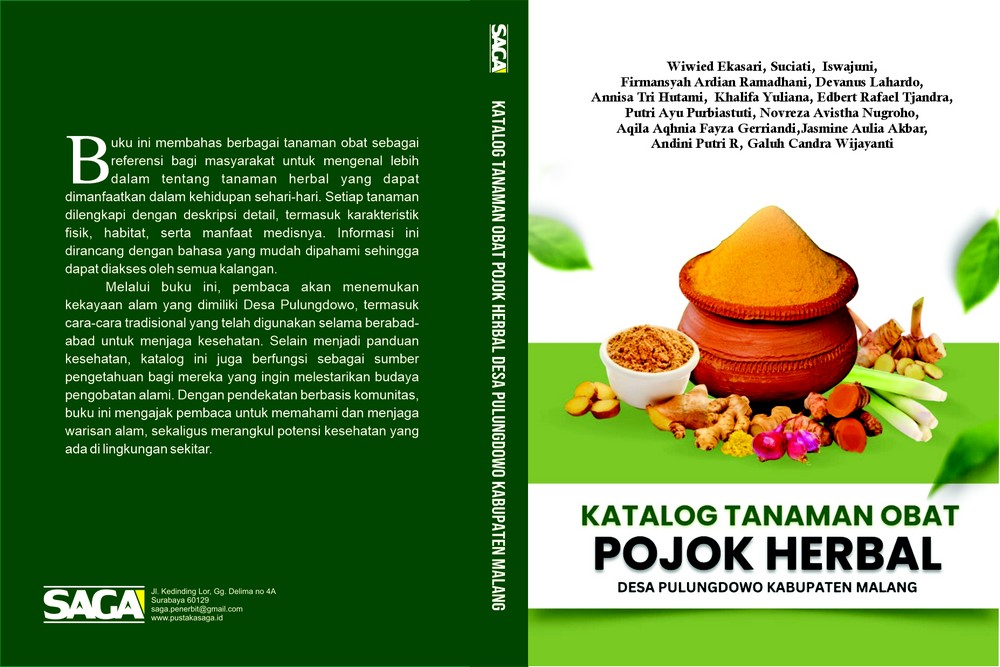 Buku ini membahas berbagai tanaman obat sebagai
referensi bagi masyarakat untuk mengenal lebih
dalam tentang tanaman herbal yang dapat
dimanfaatkan dalam kehidupan sehari-hari. Setiap tanaman
dilengkapi dengan deskripsi detail, termasuk karakteristik
fisik, habitat, serta manfaat medisnya. Informasi ini
dirancang dengan bahasa yang mudah dipahami sehingga
dapat diakses oleh semua kalangan.
Melalui buku ini, pembaca akan menemukan
kekayaan alam yang dimiliki Desa Pulungdowo, termasuk
cara-cara tradisional yang telah digunakan selama berabad-
abad untuk menjaga kesehatan. Selain menjadi panduan
kesehatan, katalog ini juga berfungsi sebagai sumber
pengetahuan bagi mereka yang ingin melestarikan budaya
pengobatan alami. Dengan pendekatan berbasis komunitas,
buku ini mengajak pembaca untuk memahami dan menjaga
warisan alam, sekaligus merangkul potensi kesehatan yang
ada di lingkungan sekitar.
SAGA
Jl. Kedinding Lor, Gg. Delima no 4A
Surabaya 60129
saga.penerbit@gmail.com
www.pustakasaga.id
SAGA
KATALOG TANAMAN OBAT POJOK HERBAL DESA PULUNGDOWO KABUPATEN MALANG
Wiwied Ekasari, Suciati, Iswajuni,
Firmansyah Ardian Ramadhani, Devanus Lahardo,
Annisa Tri Hutami, Khalifa Yuliana, Edbert Rafael Tjandra,
Putri Ayu Purbiastuti, Novreza Avistha Nugroho,
Aqila Aqhnia Fayza Gerriandi,Jasmine Aulia Akbar,
Andini Putri R, Galuh Candra Wijayanti
KATALOG TANAMAN OBAT
POJOK HERBAL
DESA PULUNGDOWO KABUPATEN MALANG